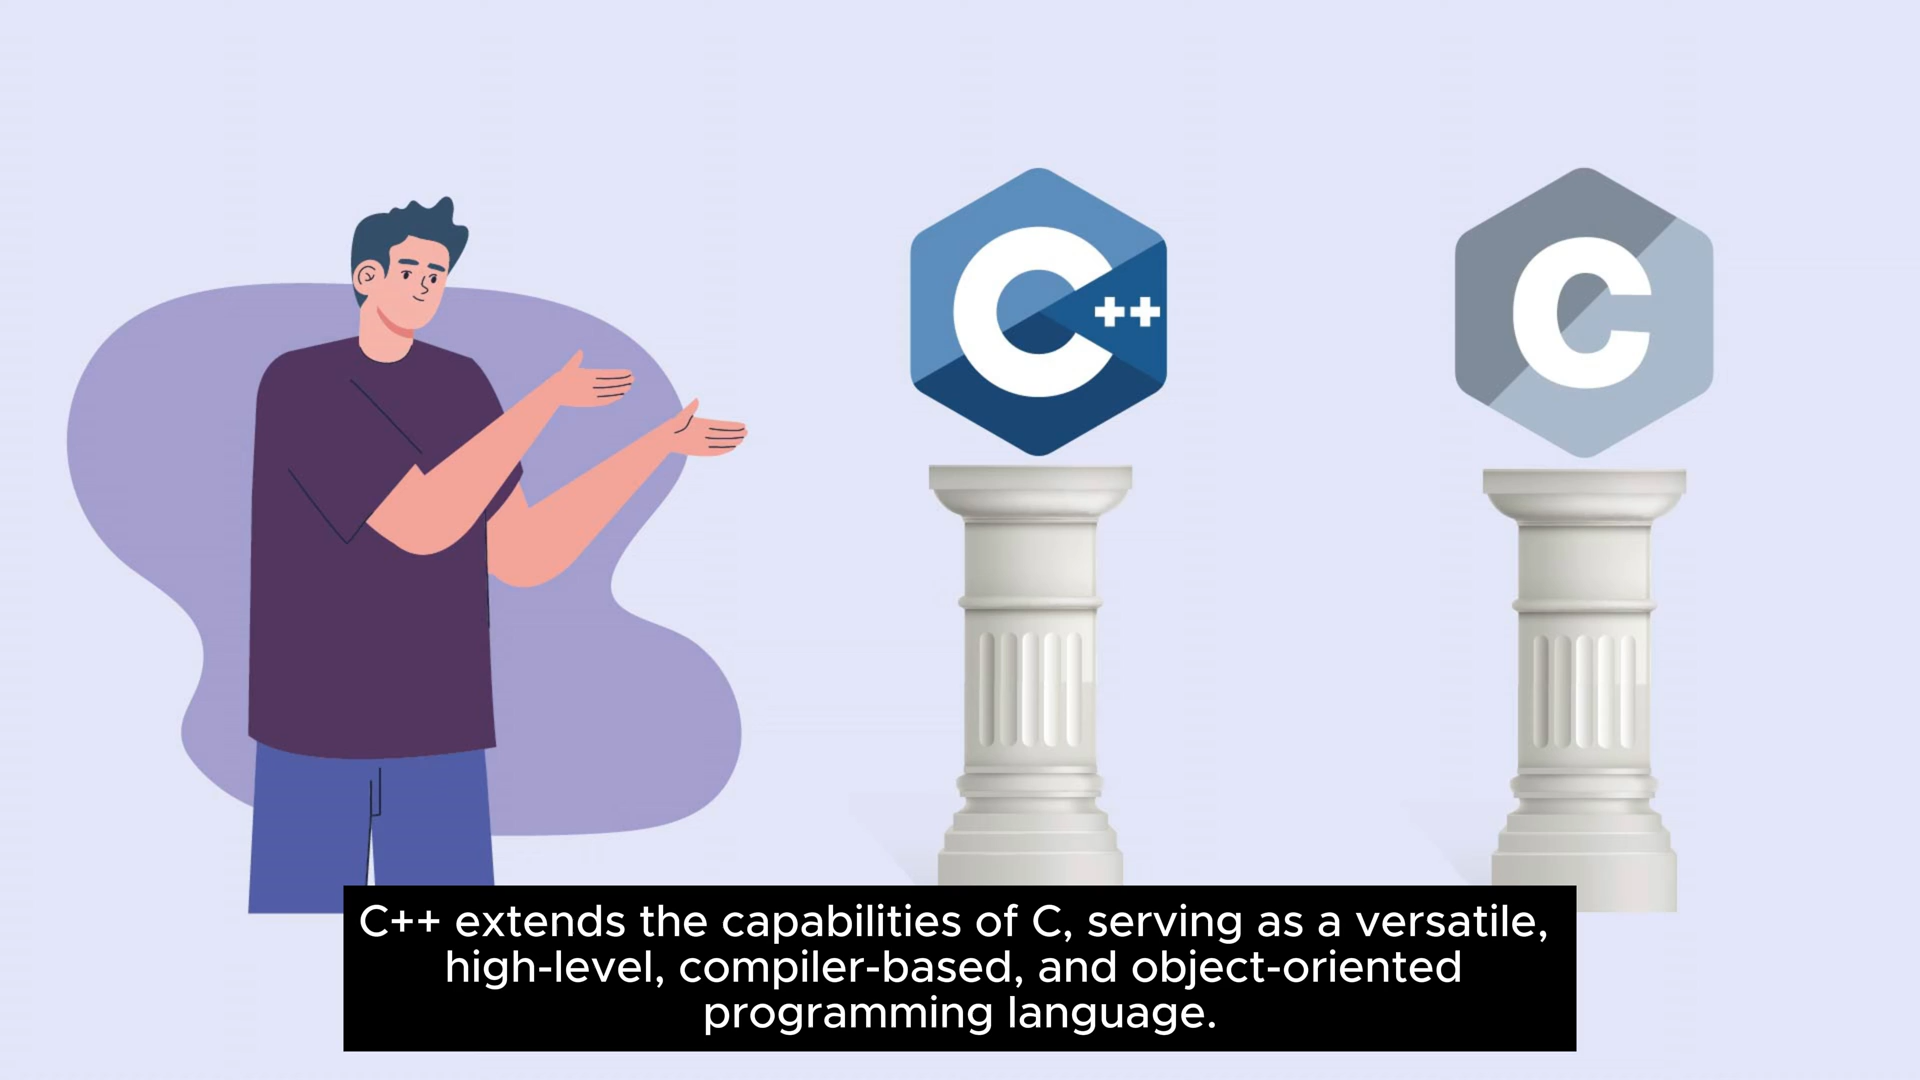 C++
C
C++ extends the capabilities of C, serving as a versatile,
high-level, compiler-based, and object-oriented
programming language.